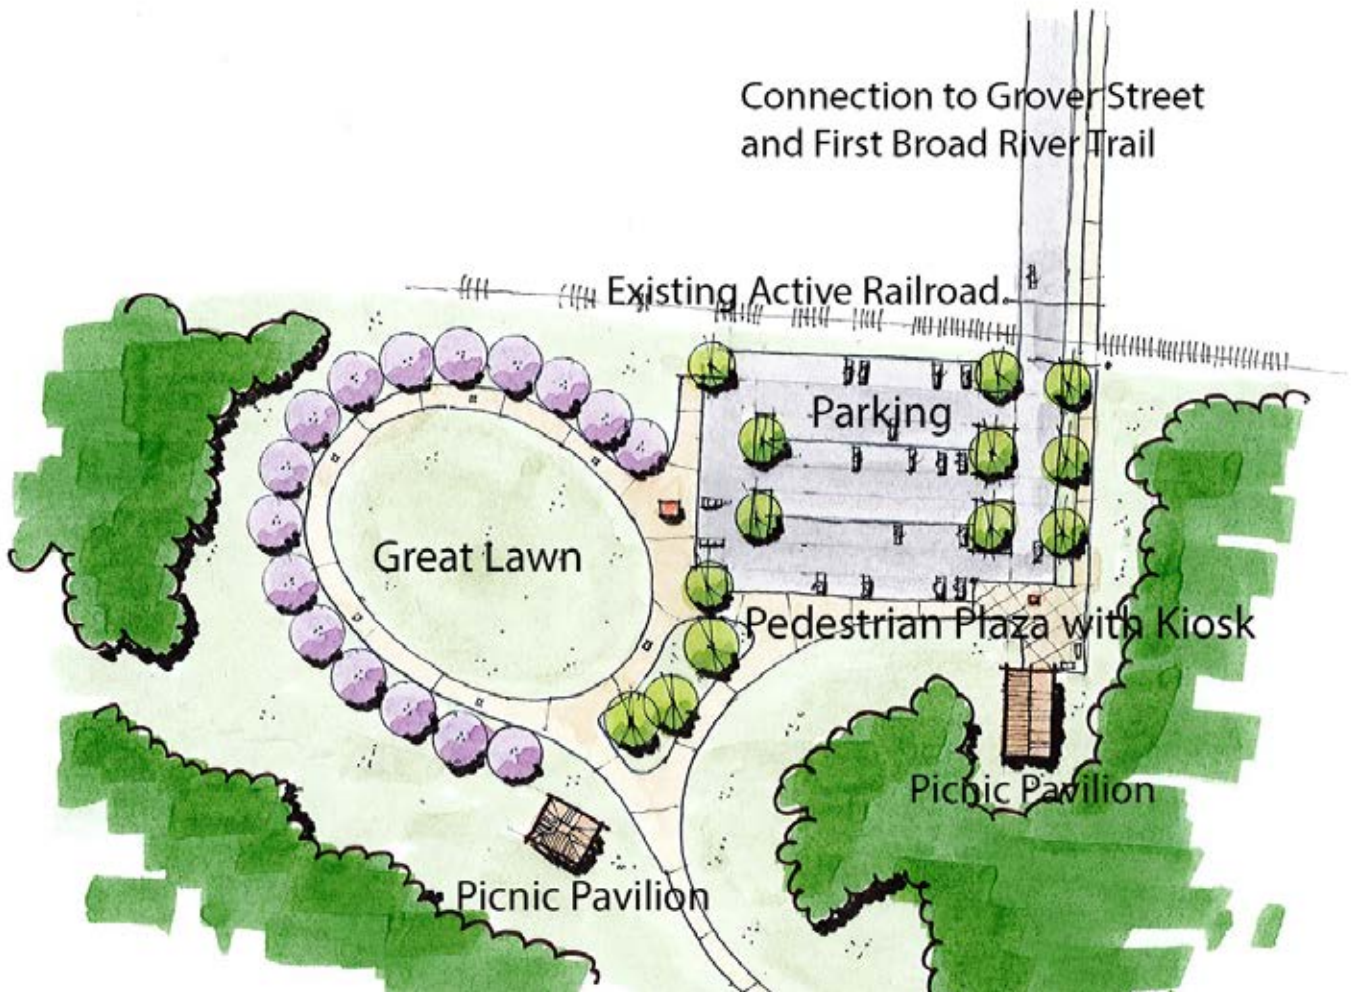 Connection to Grover Street
and First Broad River Trail
Existing Active Railroad
Parking
Great Lawn
Pedestrian Plaza with Kiosk
Picnic Pavilion
Picnic Pavilion